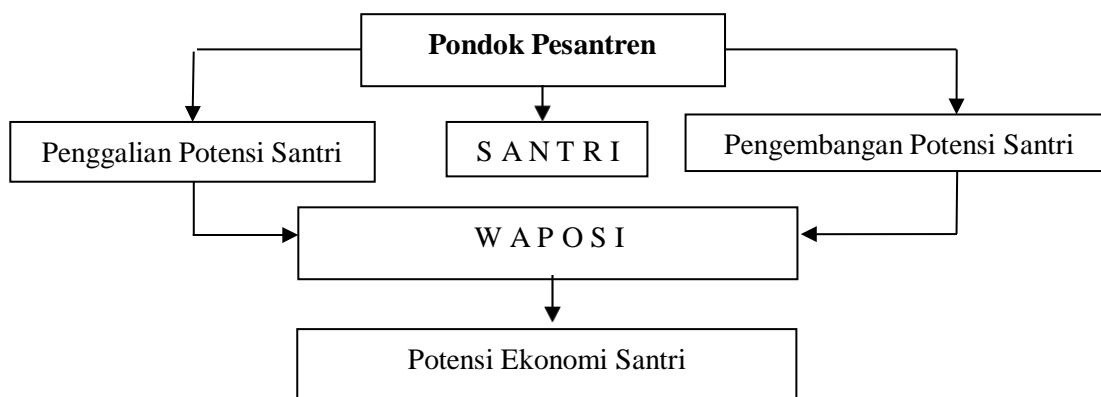 Pondok Pesantren
Penggalian Potensi Santri
S A N T R I
Pengembangan Potensi Santri
W A P O S I
Potensi Ekonomi Santri